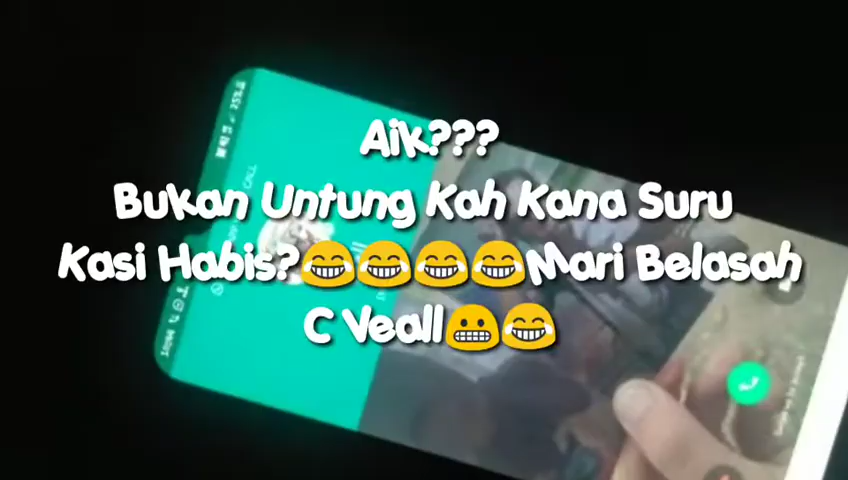 Aik???
Bukan Untung Kah Kana Suru
Kasi Habis?😂😂😂😂Mari Belasah
C Veall😬😂